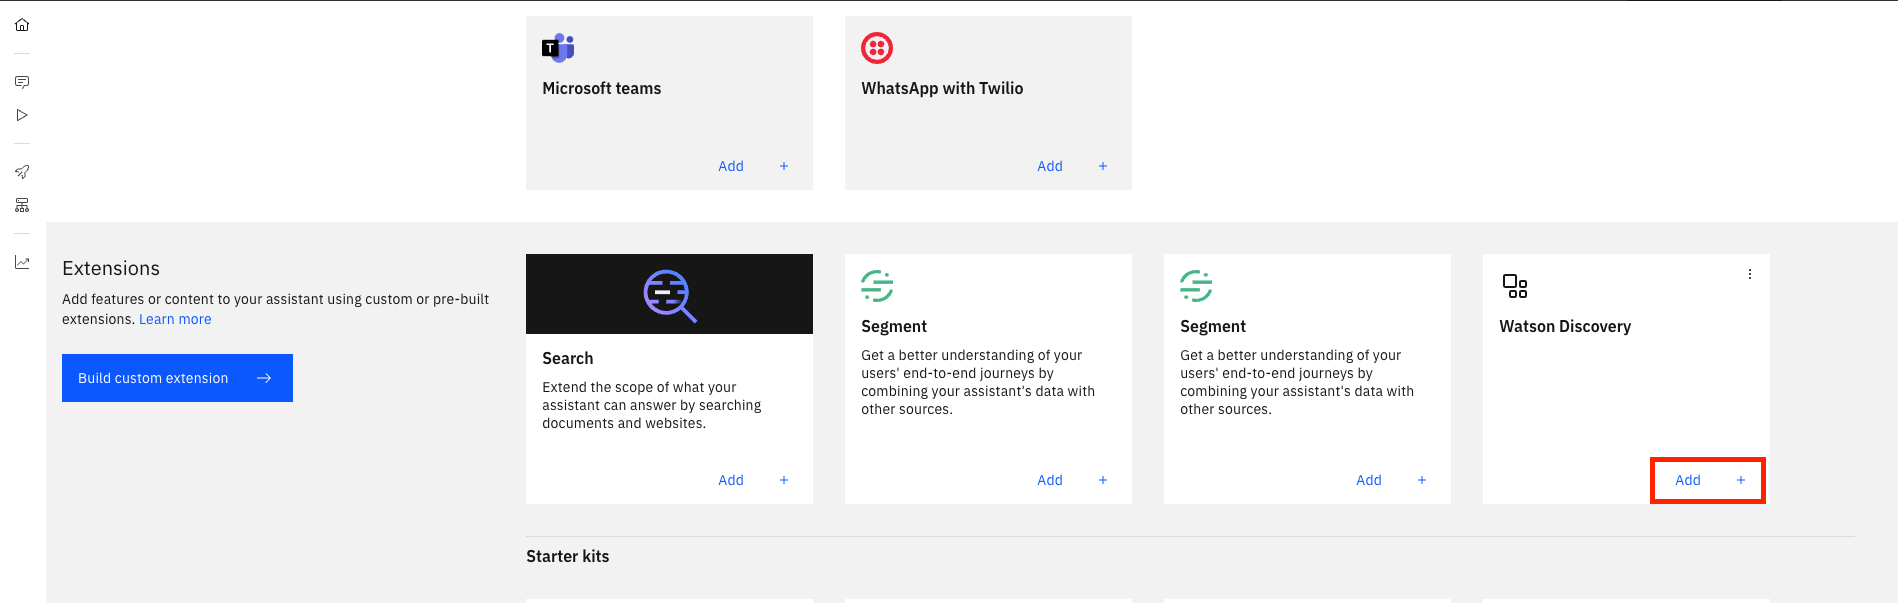 T
Microsoft teams
Add +
WhatsApp with Twilio
Add +
Extensions
Add features or content to your assistant using custom or pre-built
extensions. Learn more
Build custom extension →
Search
Extend the scope of what your
assistant can answer by searching
documents and websites.
Add +
Segment
Get a better understanding of your
users' end-to-end journeys by
combining your assistant's data with
other sources.
Add +
Segment
Get a better understanding of your
users' end-to-end journeys by
combining your assistant's data with
other sources.
Add +
Watson Discovery
Add +
Starter kits